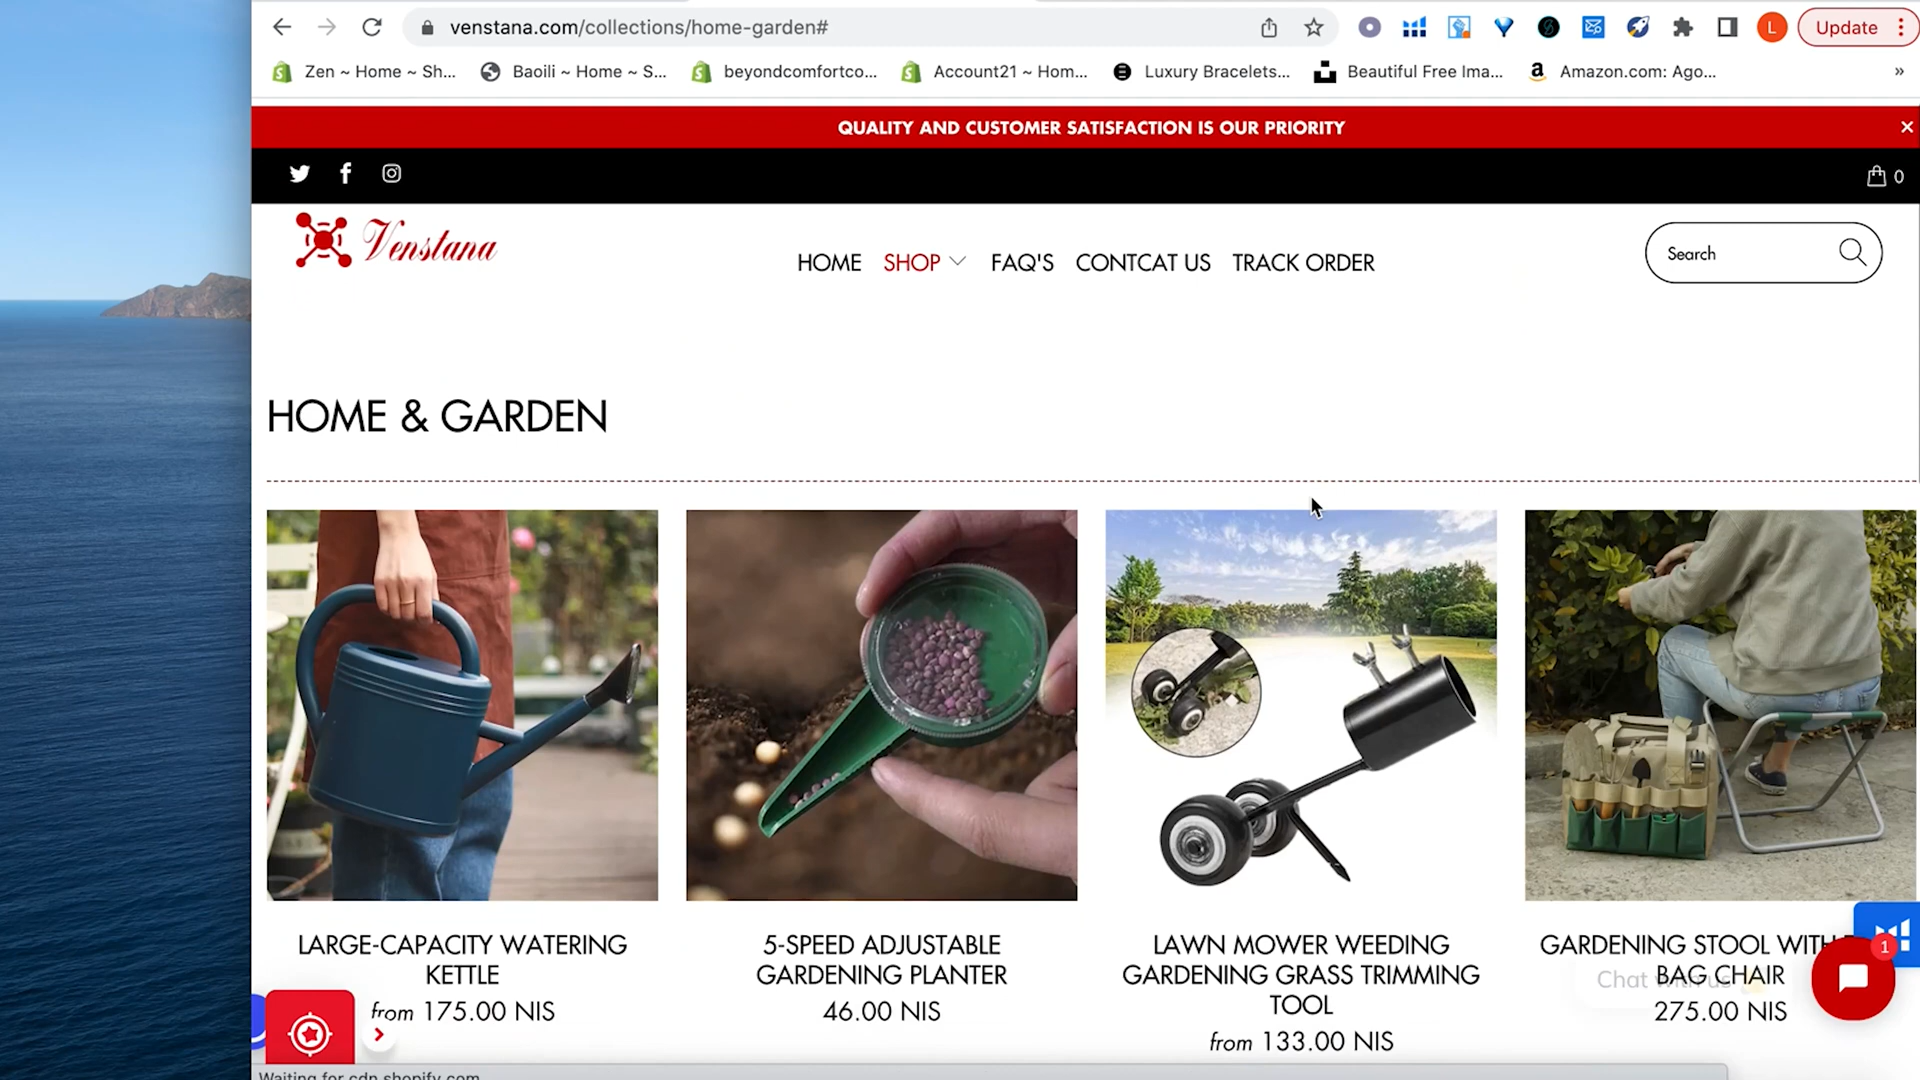 venstana.com/collections/home-garden#
L
Update
Zen ~ Home ~ Sh...
Baoili ~ Home ~ S...
beyondcomfortco...
Account21 ~ Hom...
Luxury Bracelets...
Beautiful Free Ima...
Amazon.com: Ago...
»
QUALITY AND CUSTOMER SATISFACTION IS OUR PRIORITY
0
Venstana
HOME
SHOP
FAQ'S
CONTCAT US
TRACK ORDER
Search
HOME & GARDEN
LARGE-CAPACITY WATERING
KETTLE
from 175.00 NIS
5-SPEED ADJUSTABLE
GARDENING PLANTER
46.00 NIS
LAWN MOWER WEEDING
GARDENING GRASS TRIMMING
TOOL
from 133.00 NIS
GARDENING STOOL WITH
BAG CHAIR
275.00 NIS
Chat with us
1
Waiting for cdn.shopify.com